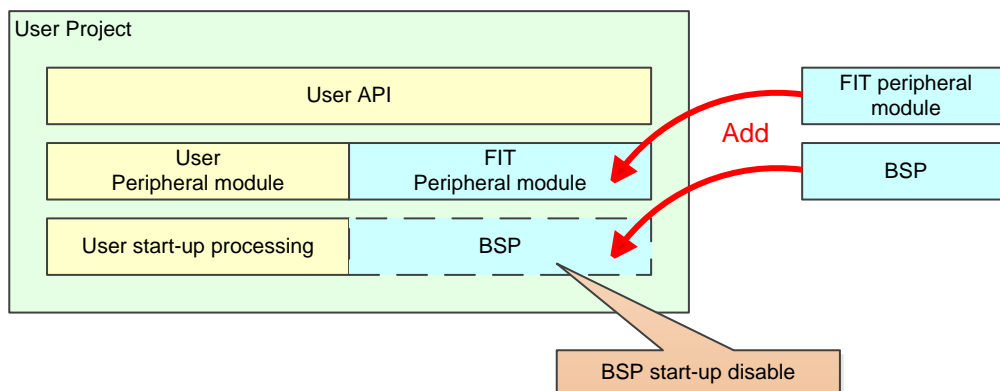 User Project
User API
FIT peripheral
module
Add
User
Peripheral module
FIT
Peripheral module
BSP
User start-up processing
BSP
BSP start-up disable